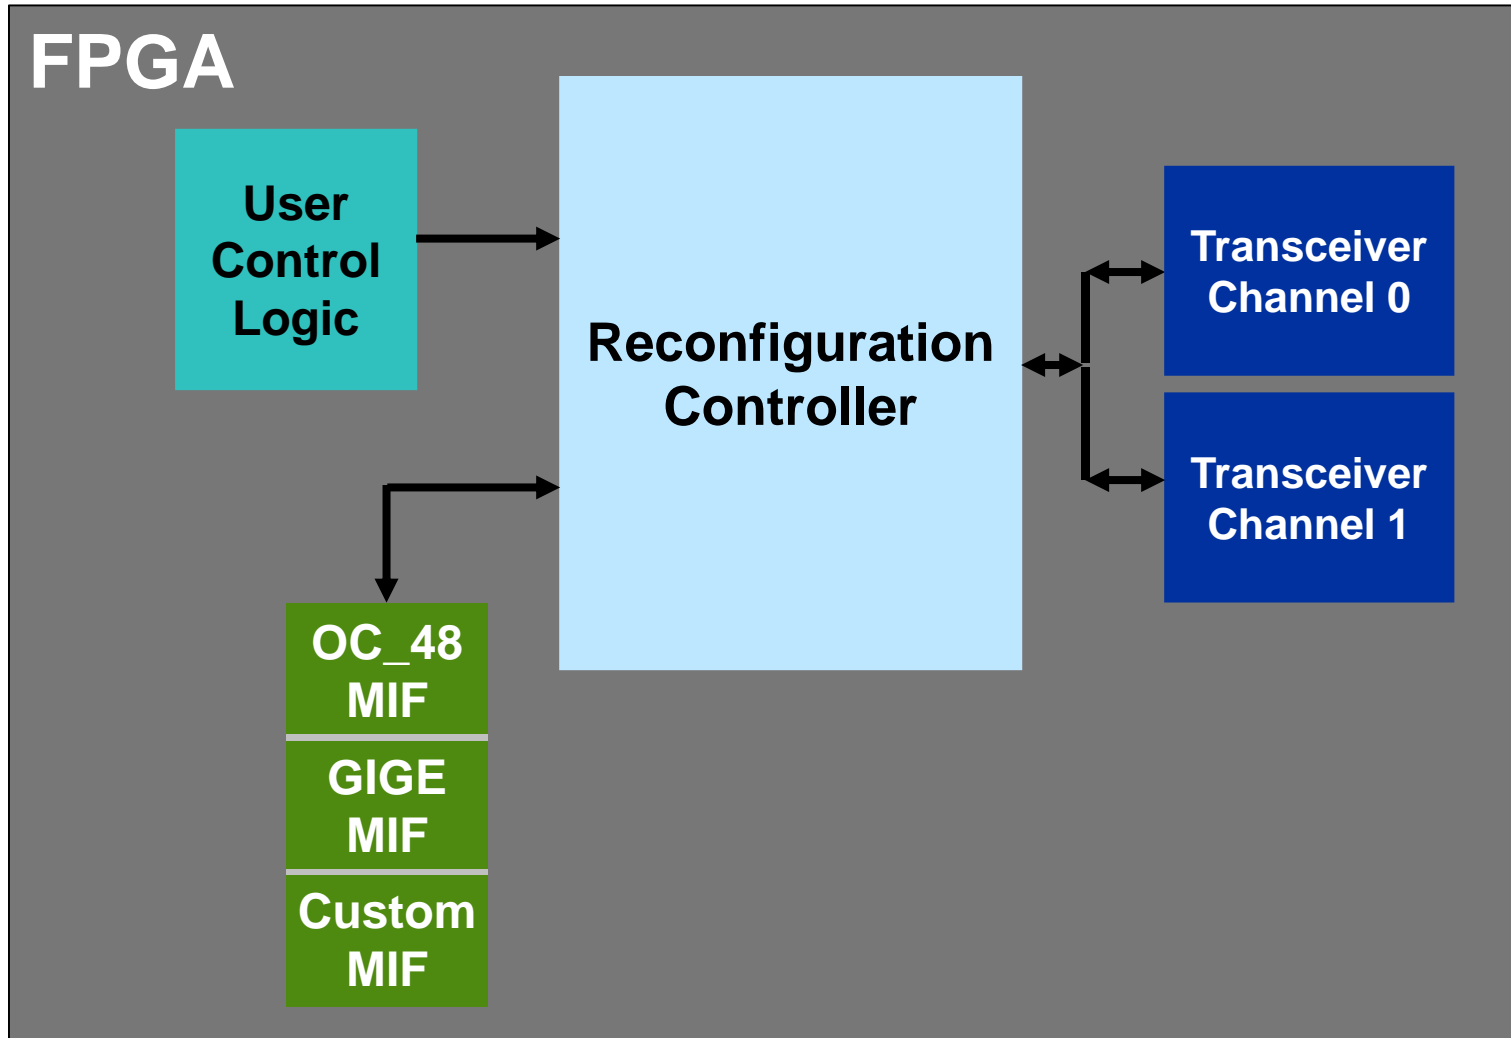 FPGA
User
Control
Logic
Reconfiguration
Controller
Transceiver
Channel 0
Transceiver
Channel 1
OC_48
MIF
GIGE
MIF
Custom
MIF